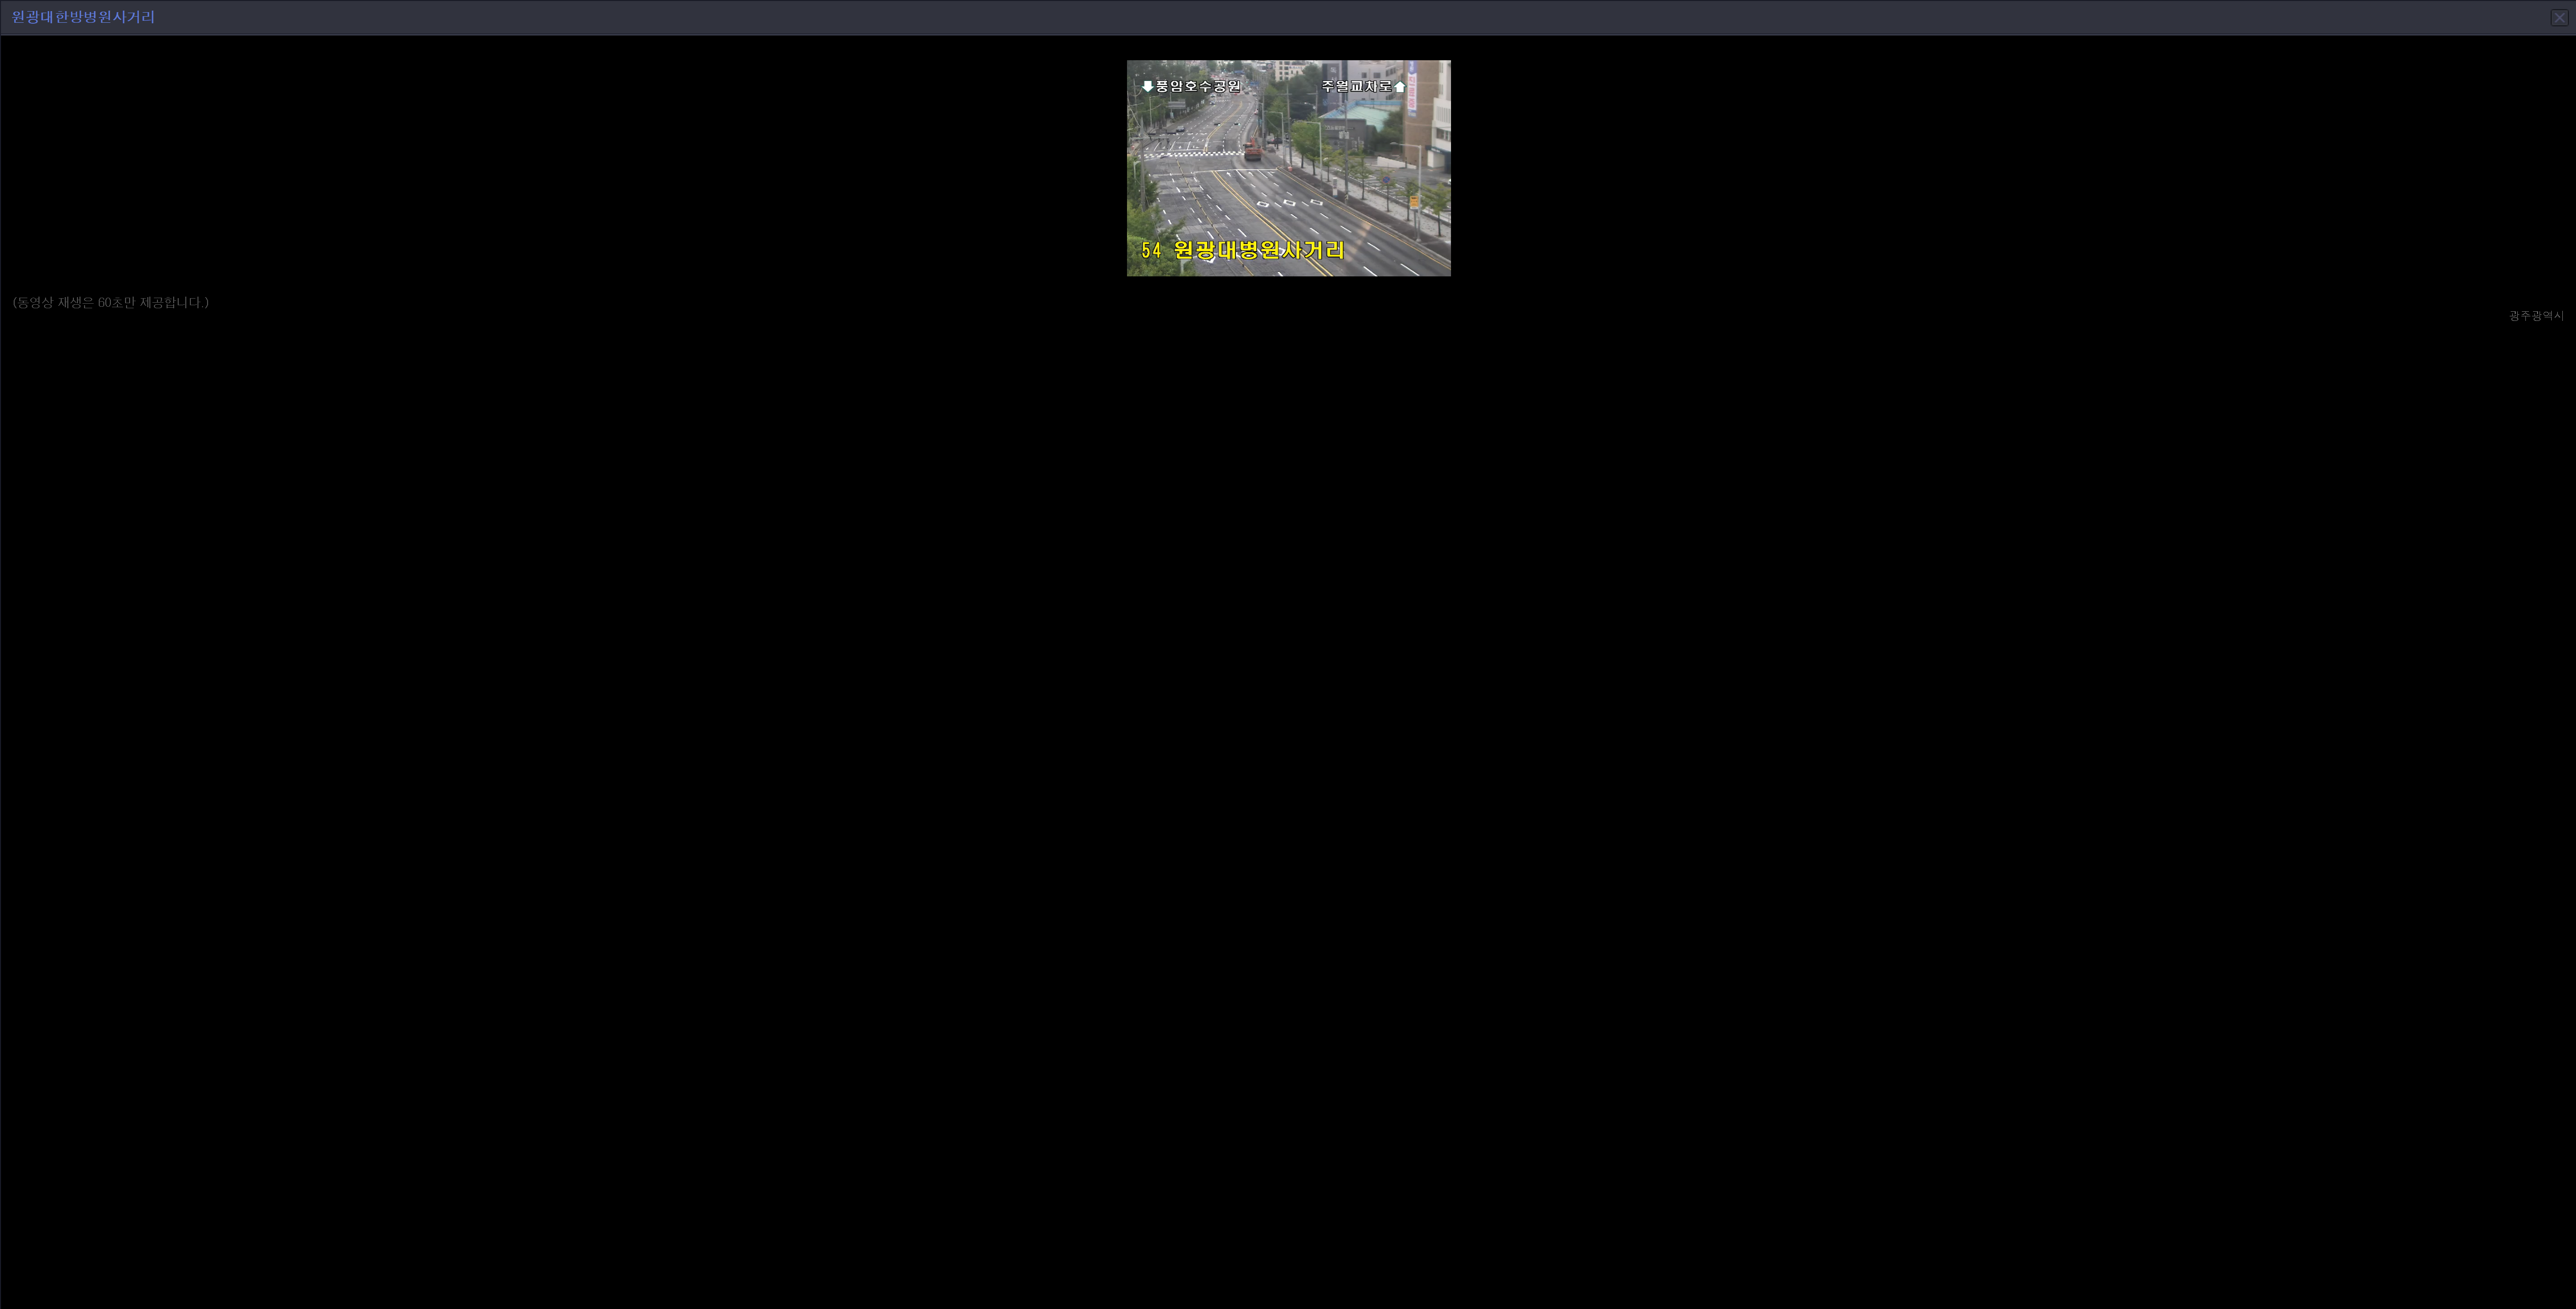 원광대한방병원사거리
풍암호수공원 주월교차로
54 원광대병원사거리
(동영상 재생은 60초만 제공합니다.)
광주광역시